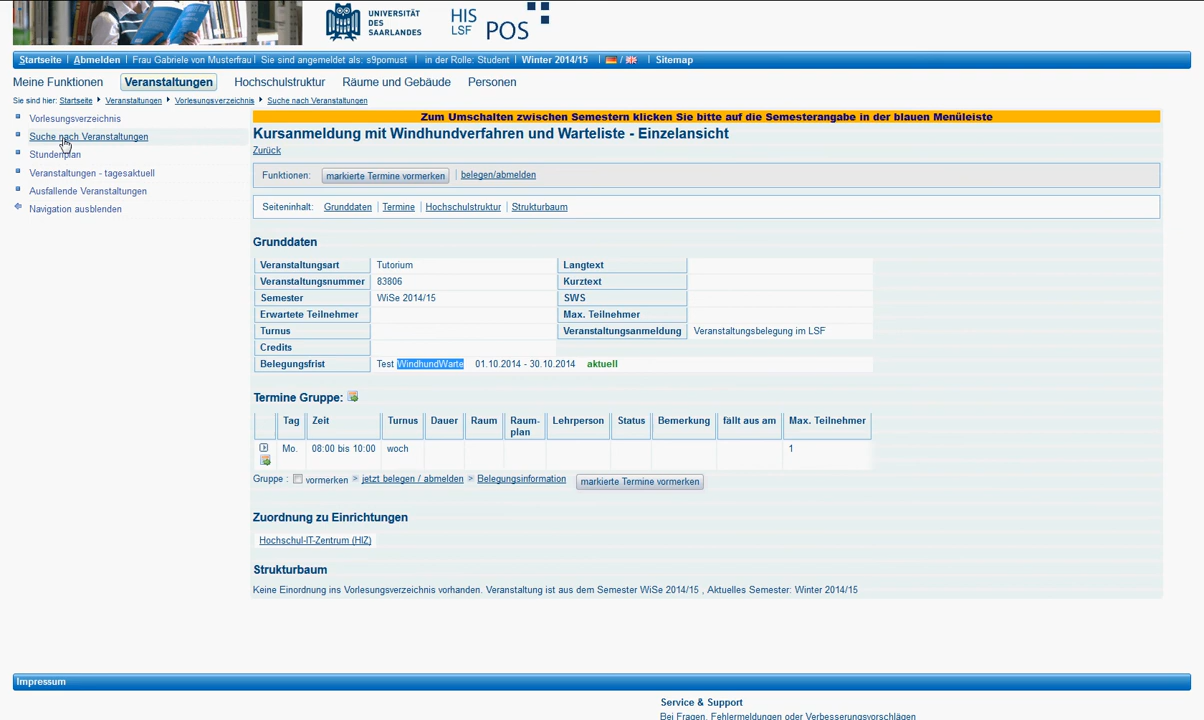 UNIVERSITÄT
DES
SAARLANDES
HIS
LSF
POS
Startseite | Abmelden | Frau Gabriele von Musterfrau | Sie sind angemeldet als: s9pomust | in der Rolle: Student | Winter 2014/15 | / | Sitemap
Meine Funktionen Veranstaltungen Hochschulstruktur Räume und Gebäude Personen
Sie sind hier: Startseite Veranstaltungen Vorlesungsverzeichnis Suche nach Veranstaltungen
Vorlesungsverzeichnis
Suche nach Veranstaltungen
Stundenplan
Veranstaltungen - tagesaktuell
Ausfallende Veranstaltungen
Navigation ausblenden
Zum Umschalten zwischen Semestern klicken Sie bitte auf die Semesterangabe in der blauen Menüleiste
Kursanmeldung mit Windhundverfahren und Warteliste - Einzelansicht
Zurück
Funktionen: markierte Termine vormerken | belegen/abmelden
Seiteninhalt: Grunddaten | Termine | Hochschulstruktur | Strukturbaum
Grunddaten
Veranstaltungsart Tutorium Langtext
Veranstaltungsnummer 83806 Kurztext
Semester WiSe 2014/15 SWS
Erwartete Teilnehmer Max. Teilnehmer
Turnus Veranstaltungsanmeldung Veranstaltungsbelegung im LSF
Credits
Belegungsfrist Test WindhundWarte 01.10.2014 - 30.10.2014 aktuell
Termine Gruppe:
Tag Zeit Turnus Dauer Raum Raum- Lehrperson Status Bemerkung fällt aus am Max. Teilnehmer
plan
Mo. 08:00 bis 10:00 woch 1
Gruppe : vormerken > jetzt belegen / abmelden > Belegungsinformation markierte Termine vormerken
Zuordnung zu Einrichtungen
Hochschul-IT-Zentrum (HIZ)
Strukturbaum
Keine Einordnung ins Vorlesungsverzeichnis vorhanden. Veranstaltung ist aus dem Semester WiSe 2014/15 , Aktuelles Semester: Winter 2014/15
Impressum
Service & Support
Bei Fragen, Fehlermeldungen oder Verbesserungsvorschlägen